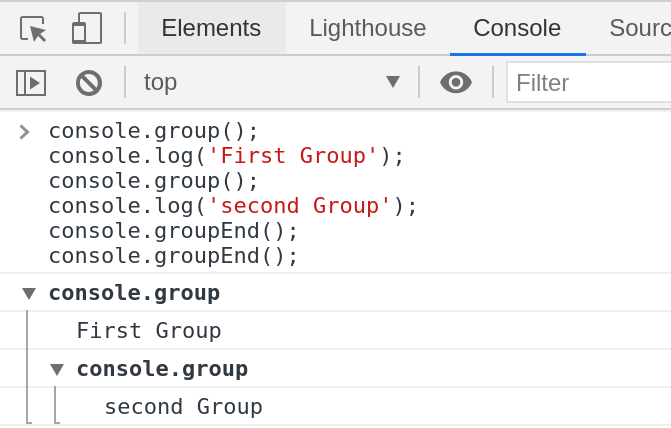 Elements Lighthouse Console Sourc
top Filter
console.group();
console.log('First Group');
console.group();
console.log('second Group');
console.groupEnd();
console.groupEnd();
console.group
First Group
console.group
second Group